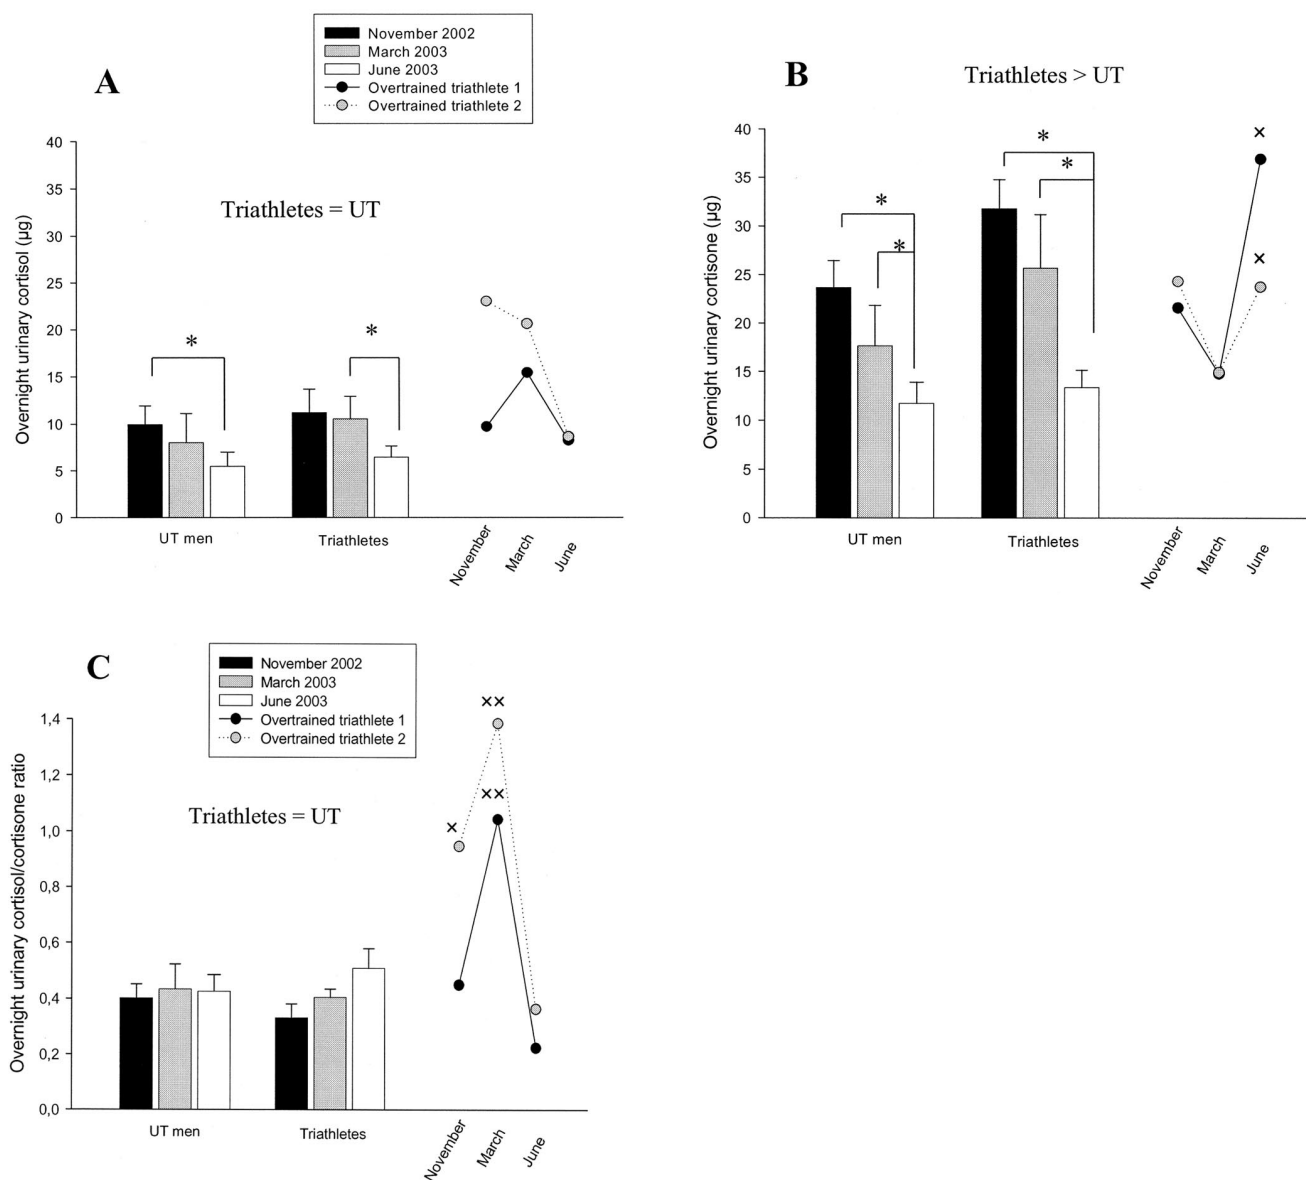 November 2002
March 2003
June 2003
Overtrained triathlete 1
Overtrained triathlete 2
A
Overnight urinary cortisol (µg)
40
35
30
25
20
15
10
5
0
Triathletes = UT
*
*
UT men
Triathletes
November
March
June
B
Triathletes > UT
Overnight urinary cortisone (µg)
40
35
30
25
20
15
10
5
0
*
*
*
*
×
×
UT men
Triathletes
November
March
June
C
November 2002
March 2003
June 2003
Overtrained triathlete 1
Overtrained triathlete 2
Overnight urinary cortisol/cortisone ratio
1,4
1,2
1,0
0,8
0,6
0,4
0,2
0,0
Triathletes = UT
××
××
×
UT men
Triathletes
November
March
June